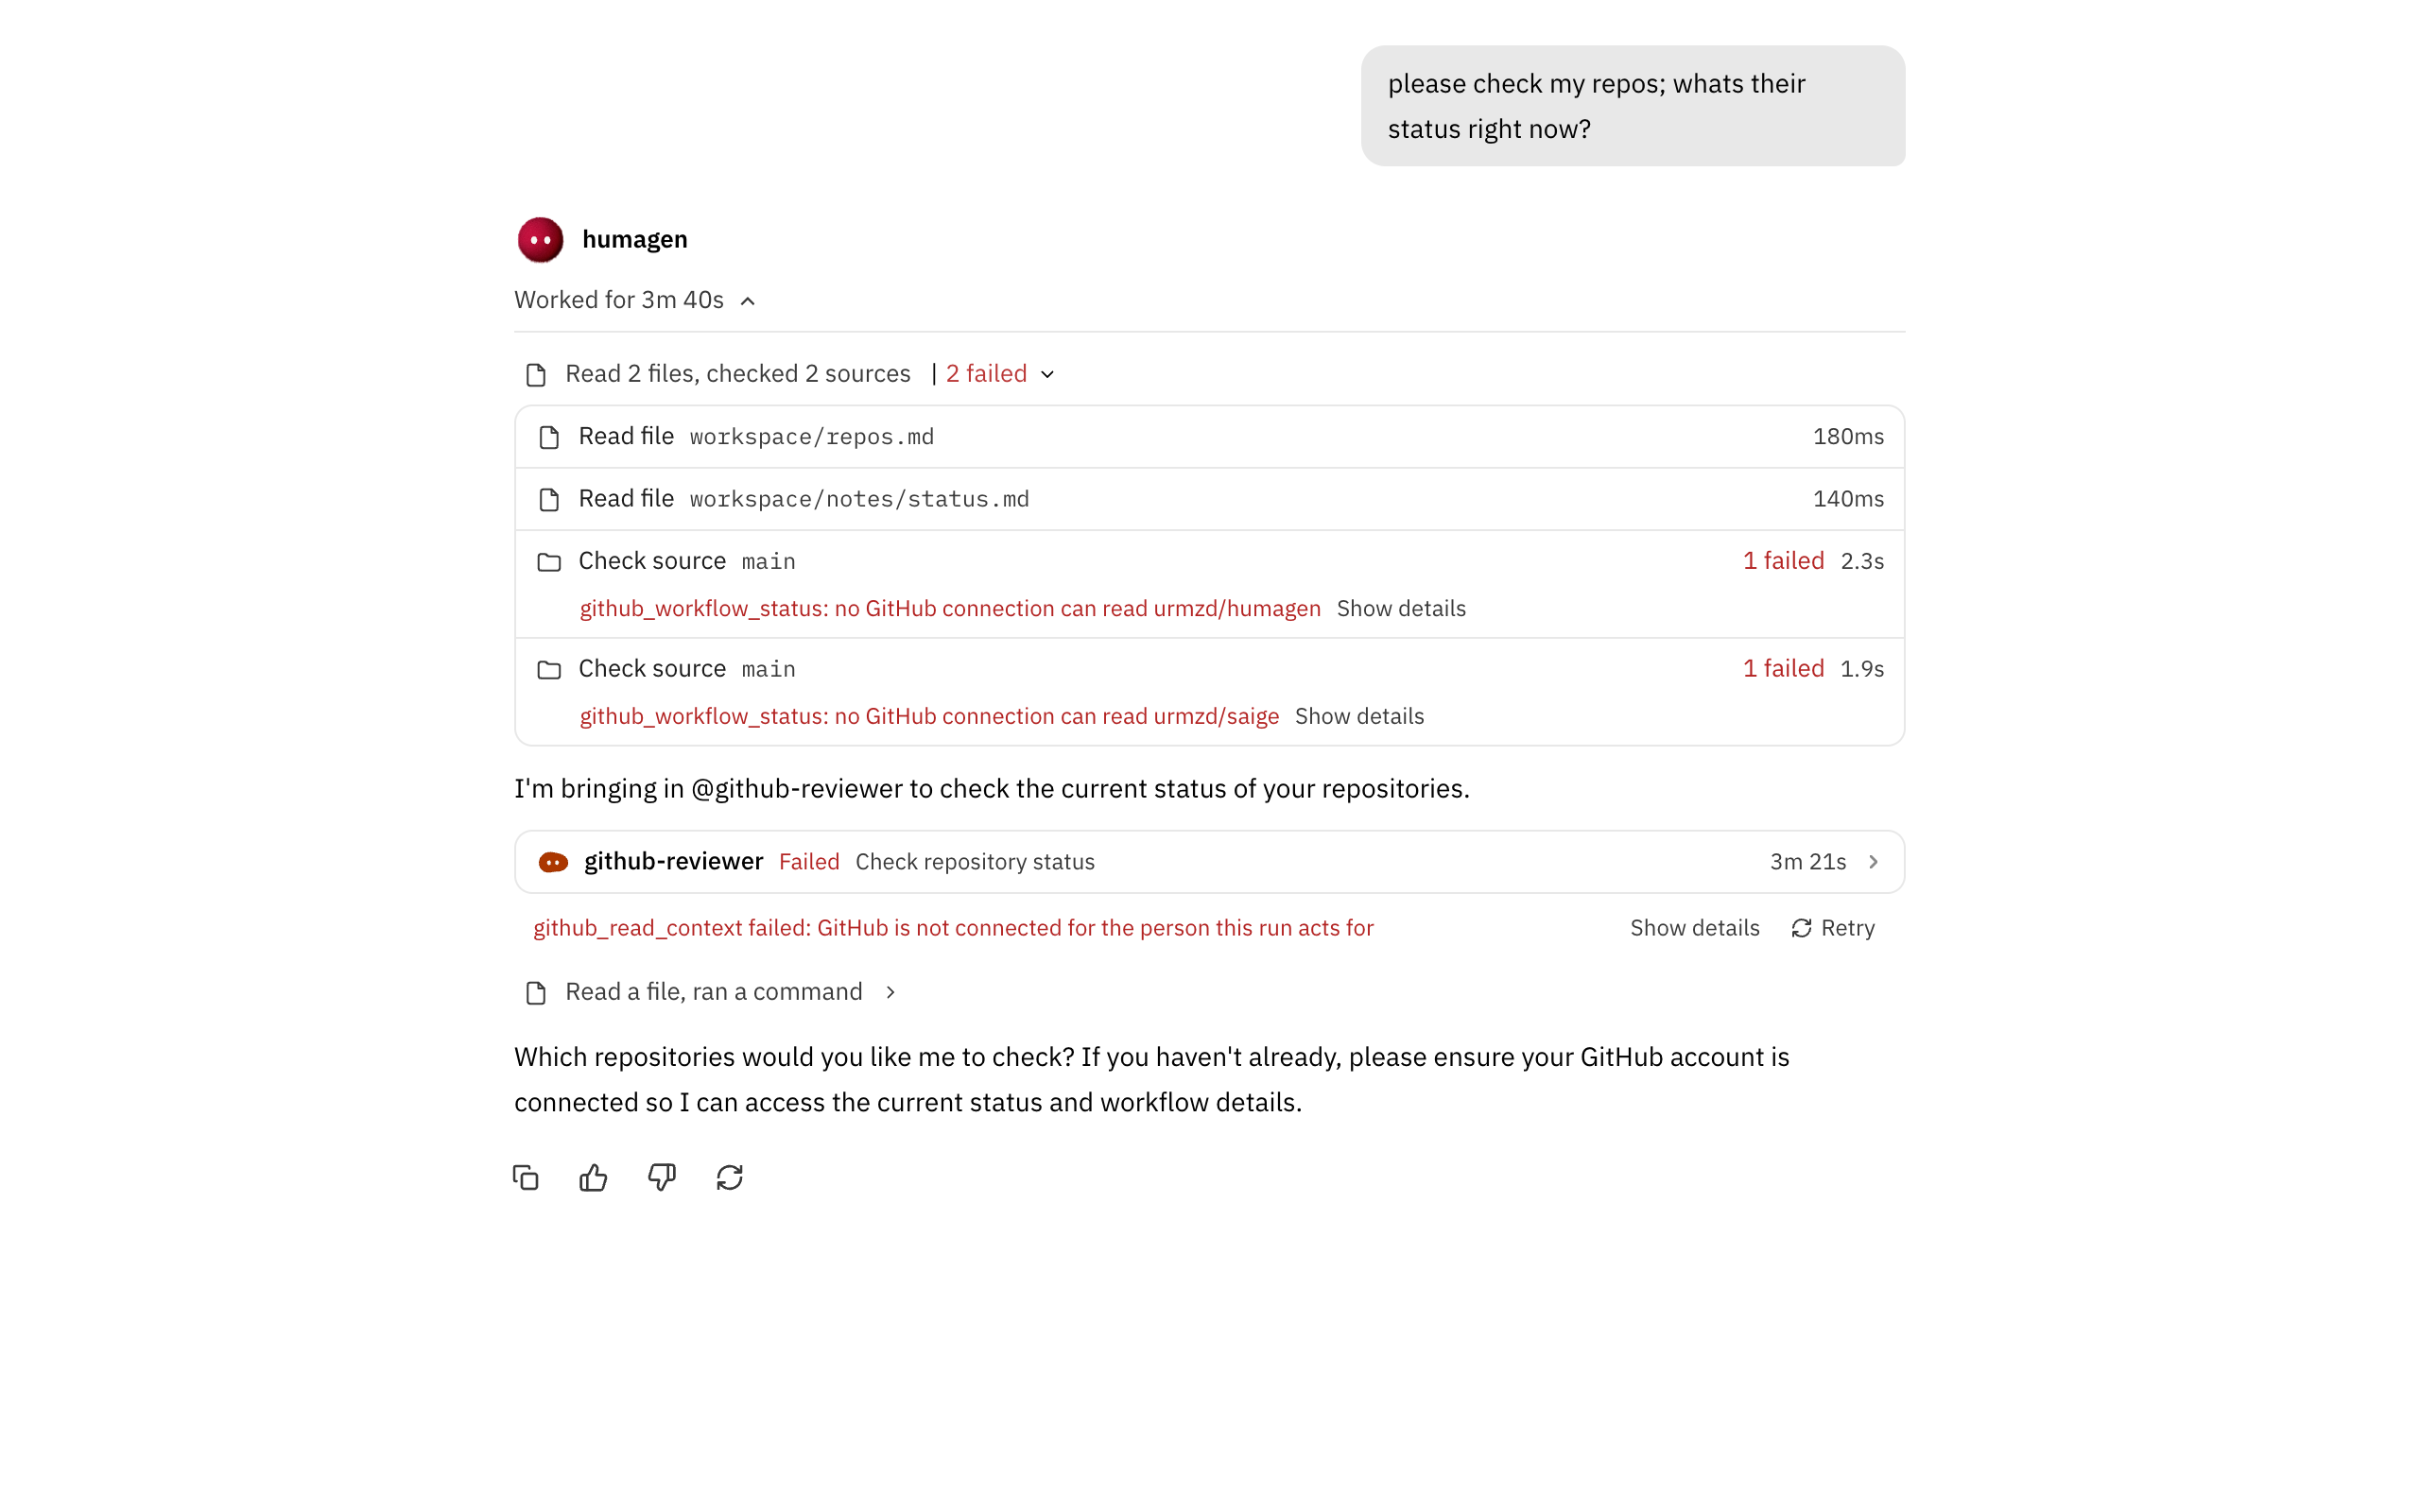 please check my repos; whats their
status right now?
humagen
Worked for 3m 40s
Read 2 files, checked 2 sources | 2 failed
Read file workspace/repos.md 180ms
Read file workspace/notes/status.md 140ms
Check source main 1 failed 2.3s
github_workflow_status: no GitHub connection can read urmzd/humagen Show details
Check source main 1 failed 1.9s
github_workflow_status: no GitHub connection can read urmzd/saige Show details
I'm bringing in @github-reviewer to check the current status of your repositories.
github-reviewer Failed Check repository status 3m 21s
github_read_context failed: GitHub is not connected for the person this run acts for Show details Retry
Read a file, ran a command
Which repositories would you like me to check? If you haven't already, please ensure your GitHub account is
connected so I can access the current status and workflow details.